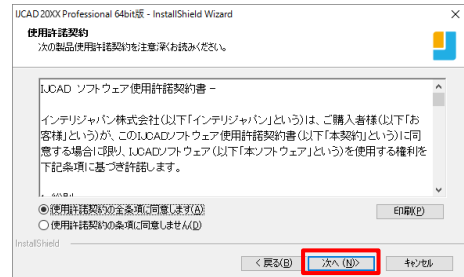 IJCAD 20XX Professional 64bit版 - InstallShield Wizard
使用許諾契約
次の製品使用許諾契約を注意深くお読みください。
IJCAD ソフトウェア使用許諾契約書 –
インテリジャパン株式会社(以下「インテリジャパン」という)は、ご購入者様(以下「お
客様」という)が、このIJCADソフトウェア契約書(以下「本契約」という)に同
意する場合に限り、IJCADソフトウェア(以下「本ソフトウェア」という)を使用する権利を
下記条項に基づき許諾します。
使用許諾契約の全条項に同意します(A)
使用許諾契約の条項に同意しません(D)
印刷(P)
InstallShield
< 戻る(B)
次へ (N)>
キャンセル